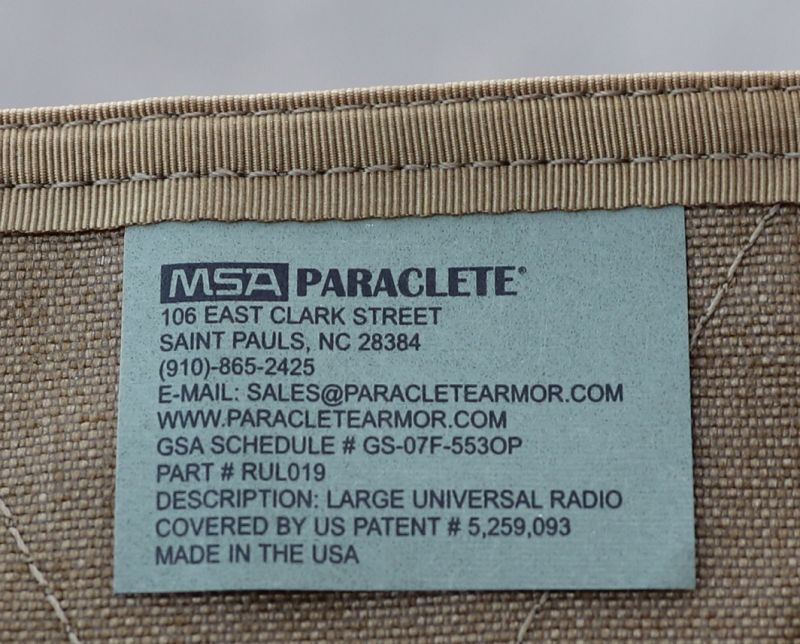 MSA PARACLETE®
106 EAST CLARK STREET
SAINT PAULS, NC 28384
(910)-865-2425
E-MAIL: SALES@PARACLETEARMOR.COM
WWW.PARACLETEARMOR.COM
GSA SCHEDULE # GS-07F-553OP
PART # RUL019
DESCRIPTION: LARGE UNIVERSAL RADIO
COVERED BY US PATENT # 5,259,093
MADE IN THE USA